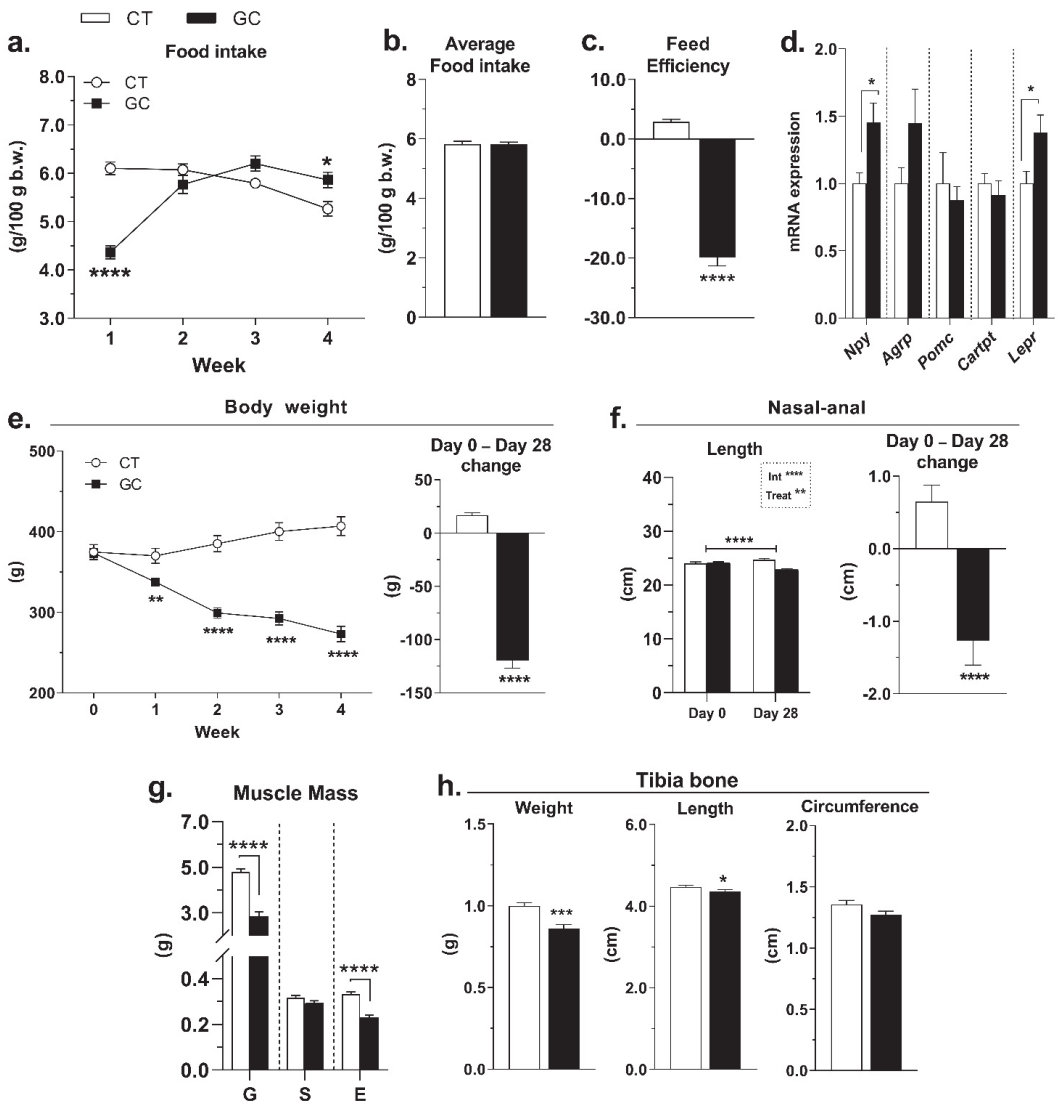 CT GC
a.
Food intake
CT
GC
(g/100 g b.w.)
8.0
7.0
6.0
5.0
4.0
3.0
****
*
1 2 3 4
Week
b.
Average
Food intake
(g/100 g b.w.)
8
6
4
2
0
c.
Feed
Efficiency
10.0
0.0
-10.0
-20.0
-30.0
****
d.
mRNA expression
2.0
1.5
1.0
0.5
0.0
*
*
Npy Agrp Pomc Cartpt Lepr
e.
Body weight
CT
GC
(g)
500
400
300
200
**
****
****
****
0 1 2 3 4
Week
Day 0 – Day 28
change
(g)
50
0
-50
-100
-150
****
f.
Nasal-anal
Length
Int ****
Treat **
(cm)
40
30
20
10
0
****
Day 0 Day 28
Day 0 – Day 28
change
(cm)
1.0
0.0
-1.0
-2.0
****
g.
Muscle Mass
(g)
7.0
5.0
3.0
0.4
0.2
0.0
****
****
G S E
h.
Tibia bone
Weight
(g)
1.5
1.0
0.5
0.0
***
Length
(cm)
6.0
4.0
2.0
0.0
*
Circumference
(cm)
2.0
1.5
1.0
0.5
0.0